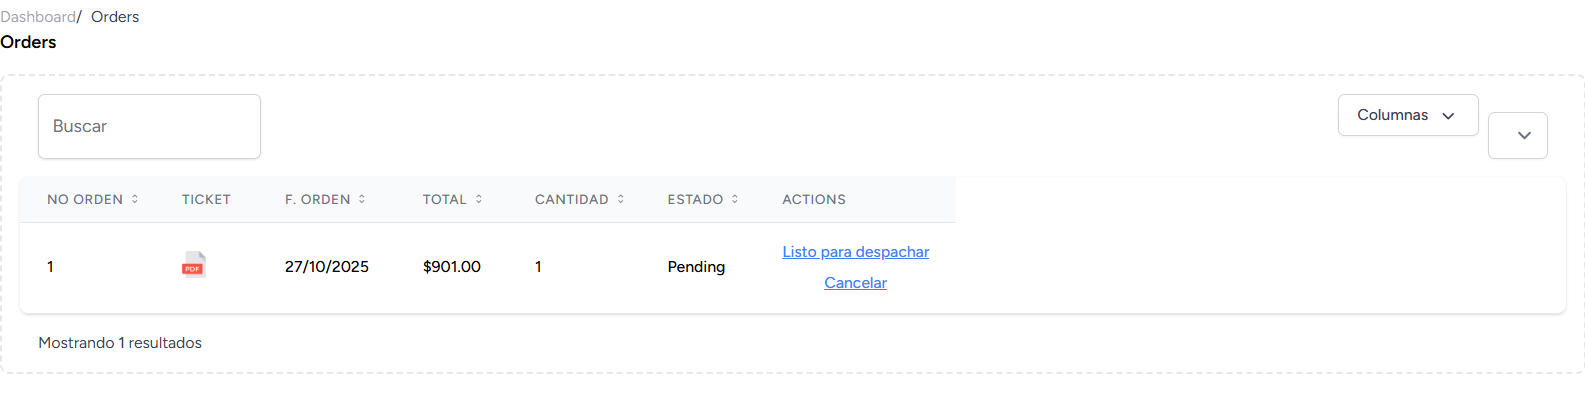 Dashboard/ Orders
Orders
Buscar
Columnas
NO ORDEN TICKET F. ORDEN TOTAL CANTIDAD ESTADO ACTIONS
1 PDF 27/10/2025 $901.00 1 Pending Listo para despachar
Cancelar
Mostrando 1 resultados